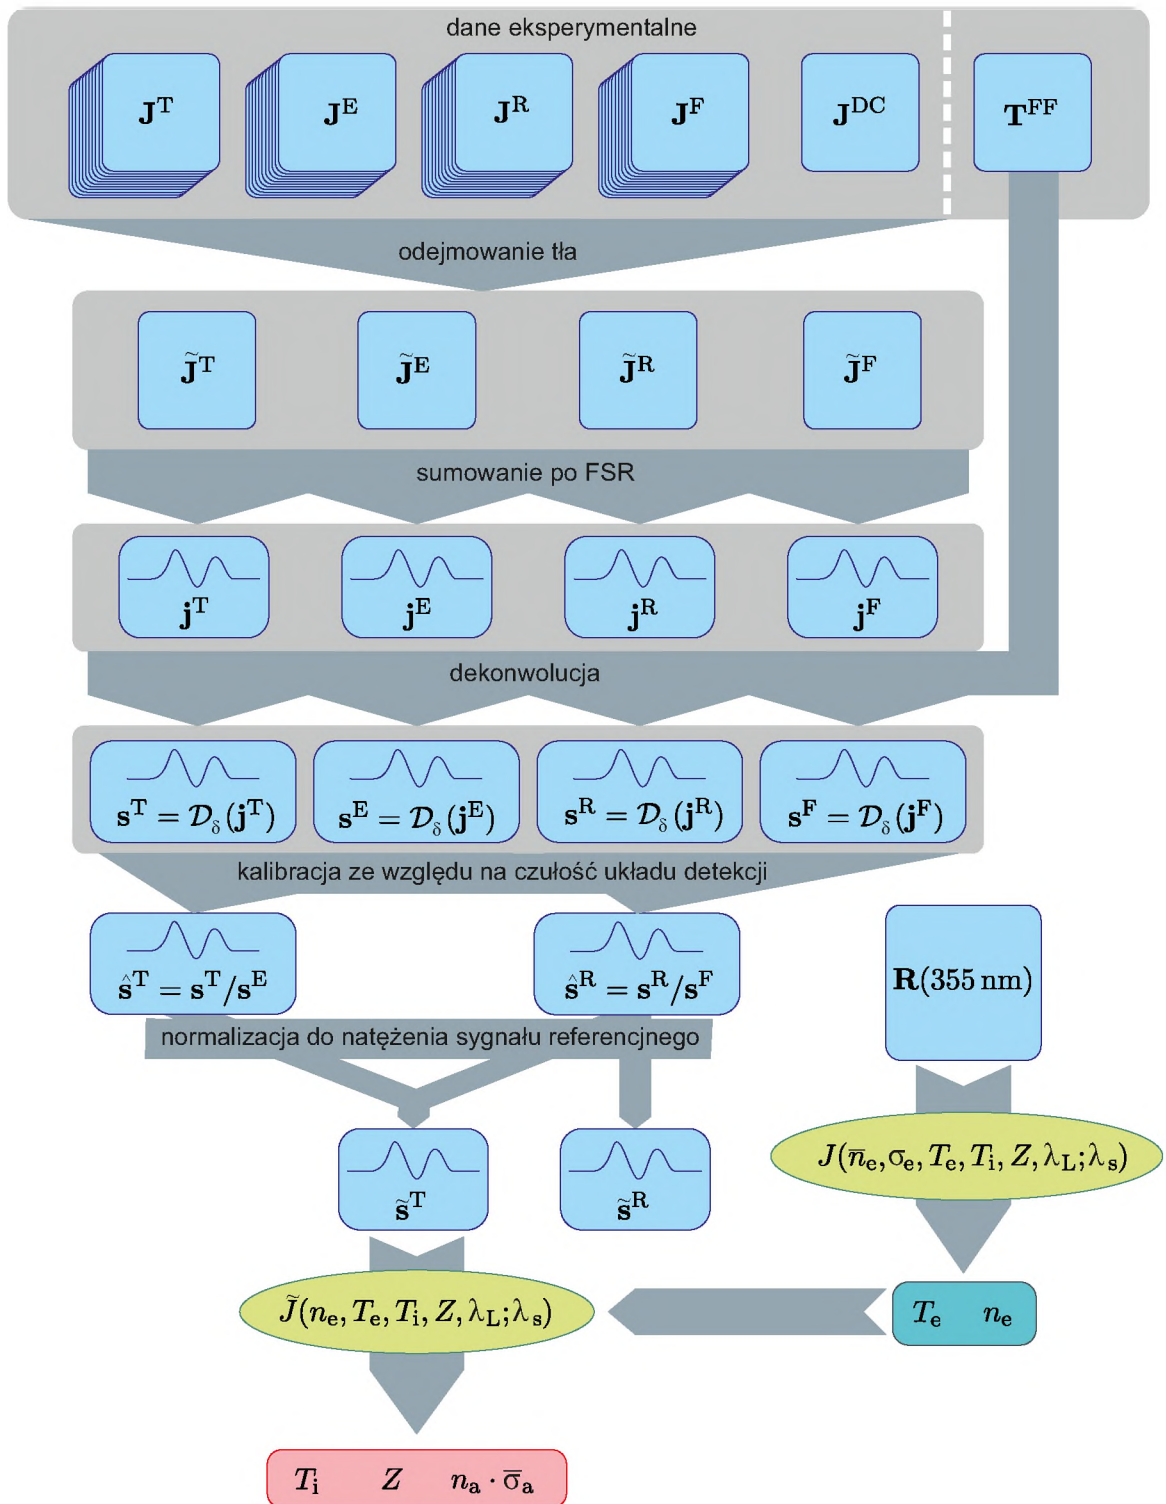 dane eksperymentalne
J^T J^E J^R J^F J^DC T^FF
odejmowanie tła
J̃^T J̃^E J̃^R J̃^F
sumowanie po FSR
j^T j^E j^R j^F
dekonwolucja
s^T = 𝒟_δ(j^T) s^E = 𝒟_δ(j^E) s^R = 𝒟_δ(j^R) s^F = 𝒟_δ(j^F)
kalibracja ze względu na czułość układu detekcji
ŝ^T = s^T/s^E ŝ^R = s^R/s^F R(355 nm)
normalizacja do natężenia sygnału referencjnego
J(n̅_e, σ_e, T_e, T_i, Z, λ_L; λ_s)
s̃^T s̃^R
J̃(n_e, T_e, T_i, Z, λ_L; λ_s) T_e n_e
T_i Z n_a · σ̅_a